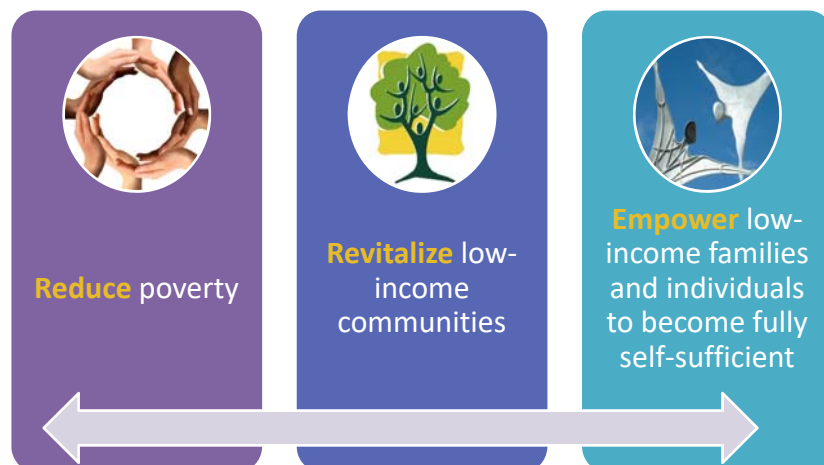 Reduce poverty
Revitalize low-
income
communities
Empower low-
income families
and individuals
to become fully
self-sufficient